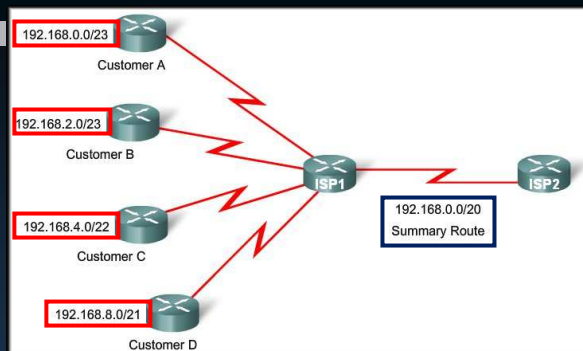 192.168.0.0/23
Customer A
192.168.2.0/23
Customer B
192.168.4.0/22
Customer C
192.168.8.0/21
Customer D
ISP1
192.168.0.0/20
Summary Route
ISP2